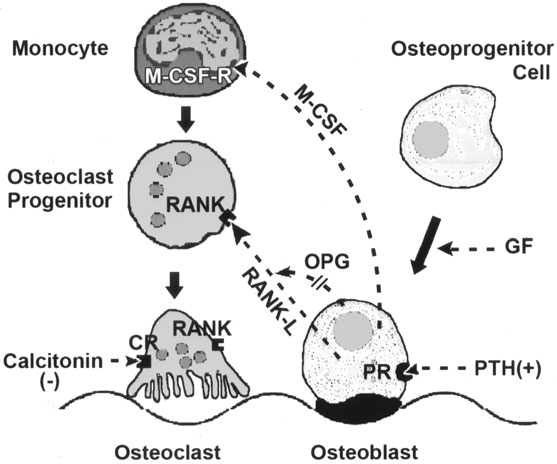 Monocyte
M-CSF-R
Osteoprogenitor
Cell
M-CSF
Osteoclast
Progenitor
RANK
GF
OPG
RANK-L
CR
RANK
Calcitonin
(-)
PR
PTH(+)
Osteoclast
Osteoblast